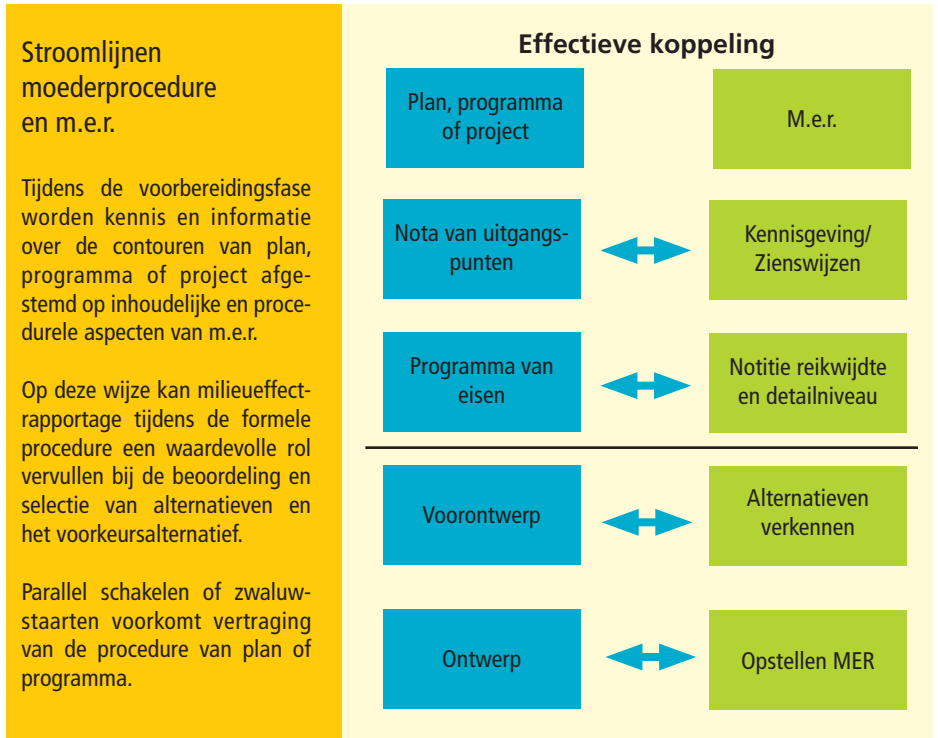 Stroomlijnen
moederprocedure
en m.e.r.
Tijdens de voorbereidingsfase
worden kennis en informatie
over de contouren van plan,
programma of project afge-
stemd op inhoudelijke en proce-
durele aspecten van m.e.r.
Op deze wijze kan milieueffect-
rapportage tijdens de formele
procedure een waardevolle rol
vervullen bij de beoordeling en
selectie van alternatieven en
het voorkeursalternatief.
Parallel schakelen of zwaluw-
staarten voorkomt vertraging
van de procedure van plan of
programma.
Effectieve koppeling
Plan, programma
of project
M.e.r.
Nota van uitgangs-
punten
Kennisgeving/
Zienswijzen
Programma van
eisen
Notitie reikwijdte
en detailniveau
Voorontwerp
Alternatieven
verkennen
Ontwerp
Opstellen MER